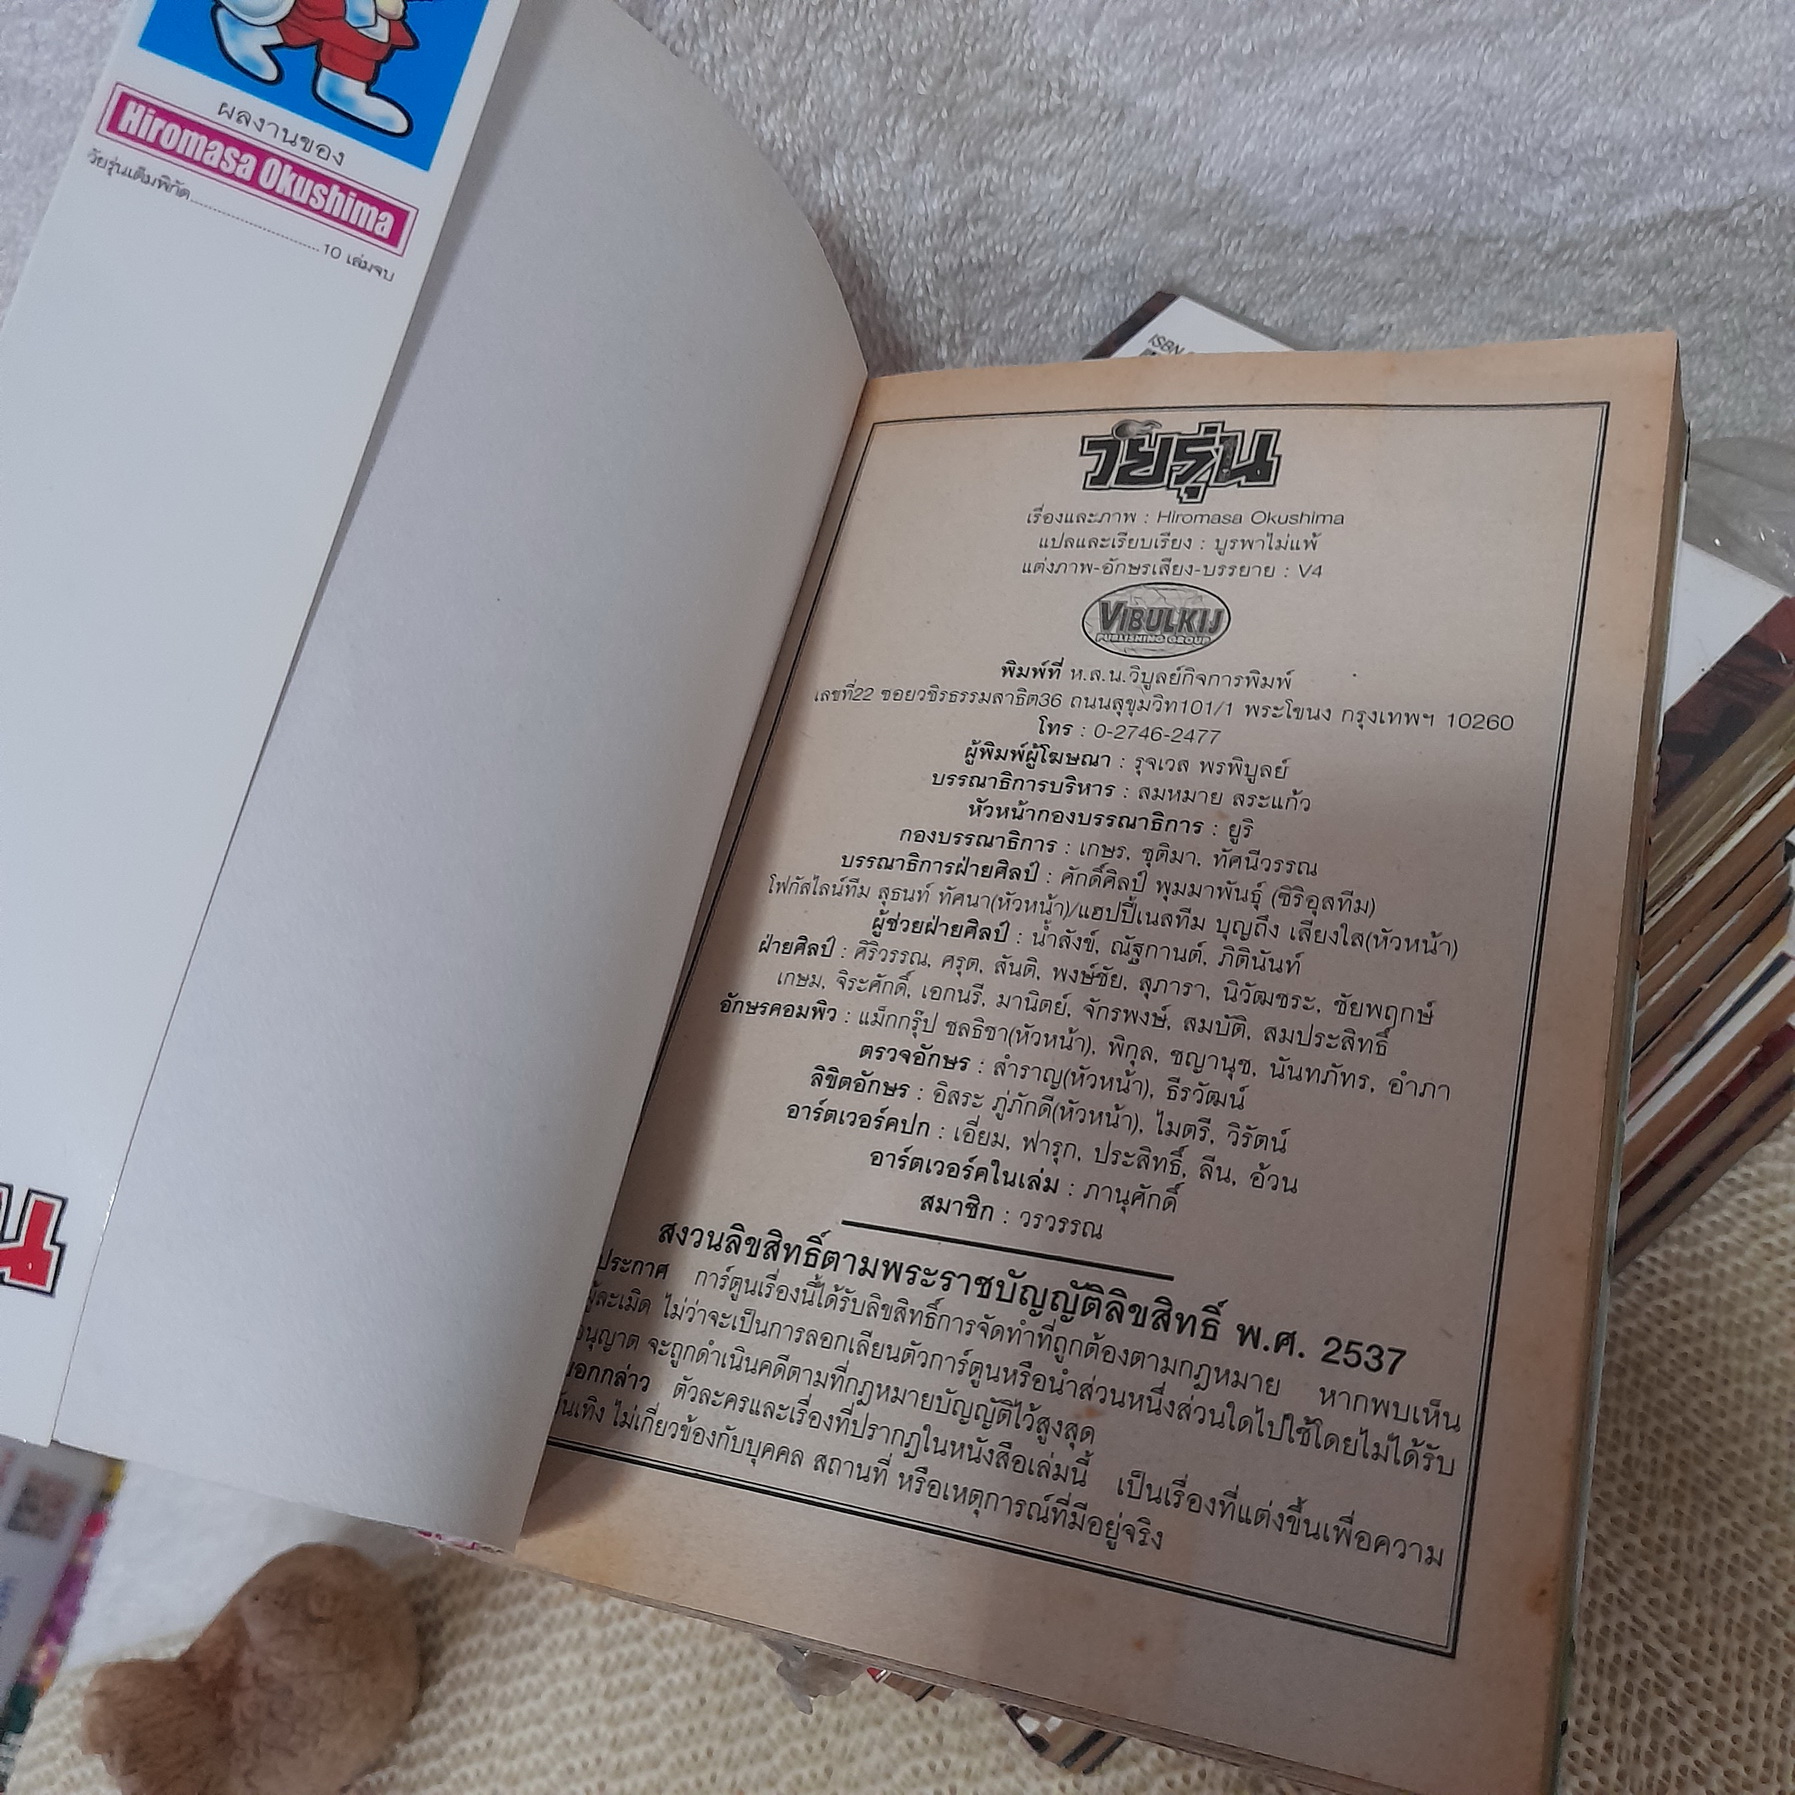 ผลงานของ
Hiromasa Okushima
วัยรุ่นเต็มพิกัด..............................10 เล่มจบ
ISBN
วัยรุ่น
เรื่องและภาพ : Hiromasa Okushima
แปลและเรียบเรียง : บูรพาไม่แพ้
แต่งภาพ-อักษรเสียง-บรรยาย : V4
VIBULKIJ
PUBLISHING GROUP
พิมพ์ที่ ห.ส.น.วิบูลย์กิจการพิมพ์
เลขที่22 ซอยวชิรธรรมสาธิต36 ถนนสุขุมวิท101/1 พระโขนง กรุงเทพฯ 10260
โทร : 0-2746-2477
ผู้พิมพ์ผู้โฆษณา : รุจเวส พรพิบูลย์
บรรณาธิการบริหาร : สมหมาย สระแก้ว
หัวหน้ากองบรรณาธิการ : ยูริ
กองบรรณาธิการ : เกษร, ชุติมา, ทัศนีวรรณ
บรรณาธิการฝ่ายศิลป์ : ศักดิ์ศิลป์ พุมมาพันธุ์ (ซิริอุสทีม)
โฟกัสไลน์ทีม สุธนท์ ทัศนา(หัวหน้า)/แฮปปี้เนสทีม บุญถึง เสียงใส(หัวหน้า)
ผู้ช่วยฝ่ายศิลป์ : น้ำสังข์, ณัฐกานต์, ภิตินันท์
ฝ่ายศิลป์ : ศิริวรรณ, ครุต, สันติ, พงษ์ชัย, สุภารา, นิวัฒชระ, ชัยพฤกษ์
เกษม, จิระศักดิ์, เอกนรี, มานิตย์, จักรพงษ์, สมบัติ, สมประสิทธิ์
อักษรคอมพิว : แม็กกรุ๊ป ชลธิชา(หัวหน้า), พิกุล, ชญานุช, นันทภัทร, อำภา
ตรวจอักษร : สำราญ(หัวหน้า), ธีรวัฒน์
ลิขิตอักษร : อิสระ ภู่ภักดี(หัวหน้า), ไมตรี, วิรัตน์
อาร์ตเวอร์คปก : เอี่ยม, ฟารุก, ประสิทธิ์, ลีน, อ้วน
อาร์ตเวอร์คในเล่ม : ภานุศักดิ์
สมาชิก : วรวรรณ
สงวนลิขสิทธิ์ตามพระราชบัญญัติลิขสิทธิ์ พ.ศ. 2537
ประกาศ การ์ตูนเรื่องนี้ได้รับลิขสิทธิ์การจัดทำที่ถูกต้องตามกฎหมาย หากพบเห็น
ผู้ละเมิด ไม่ว่าจะเป็นการลอกเลียนตัวการ์ตูนหรือนำส่วนหนึ่งส่วนใดไปใช้โดยไม่ได้รับ
อนุญาต จะถูกดำเนินคดีตามที่กฎหมายบัญญัติไว้สูงสุด
บอกกล่าว ตัวละครและเรื่องที่ปรากฏในหนังสือเล่มนี้ เป็นเรื่องที่แต่งขึ้นเพื่อความ
บันเทิง ไม่เกี่ยวข้องกับบุคคล สถานที่ หรือเหตุการณ์ที่มีอยู่จริง